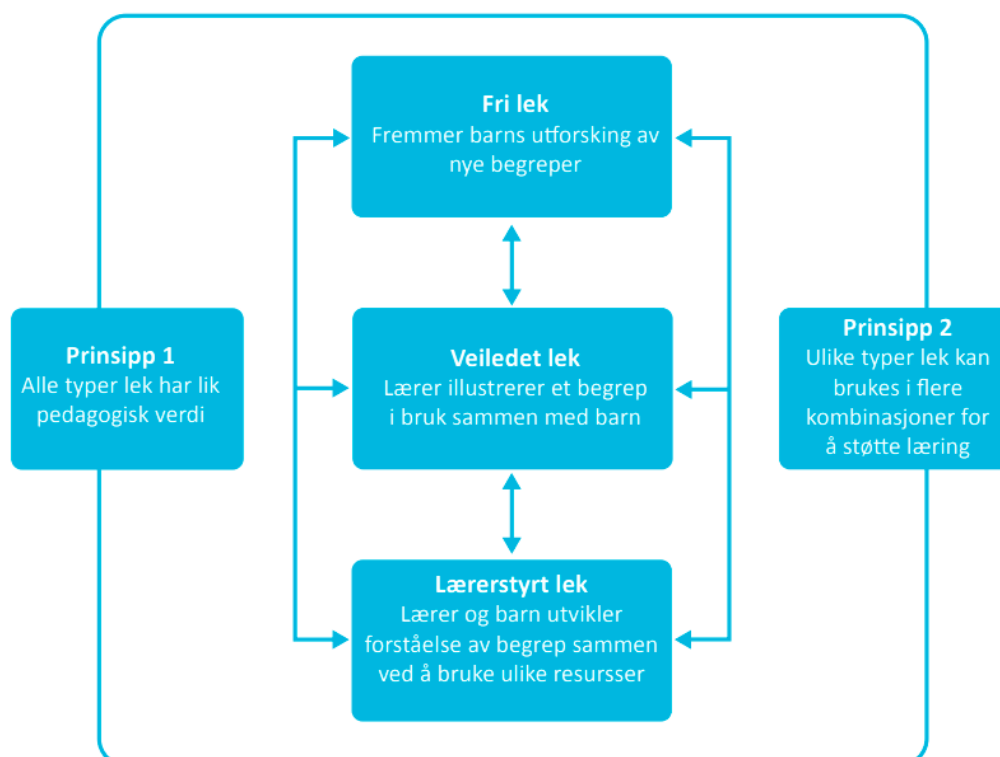 Fri lek
Fremmer barns utforsking av
nye begreper
Prinsipp 1
Alle typer lek har lik
pedagogisk verdi
Veiledet lek
Lærer illustrerer et begrep
i bruk sammen med barn
Prinsipp 2
Ulike typer lek kan
brukes i flere
kombinasjoner for
å støtte læring
Lærerstyrt lek
Lærer og barn utvikler
forståelse av begrep sammen
ved å bruke ulike resursser